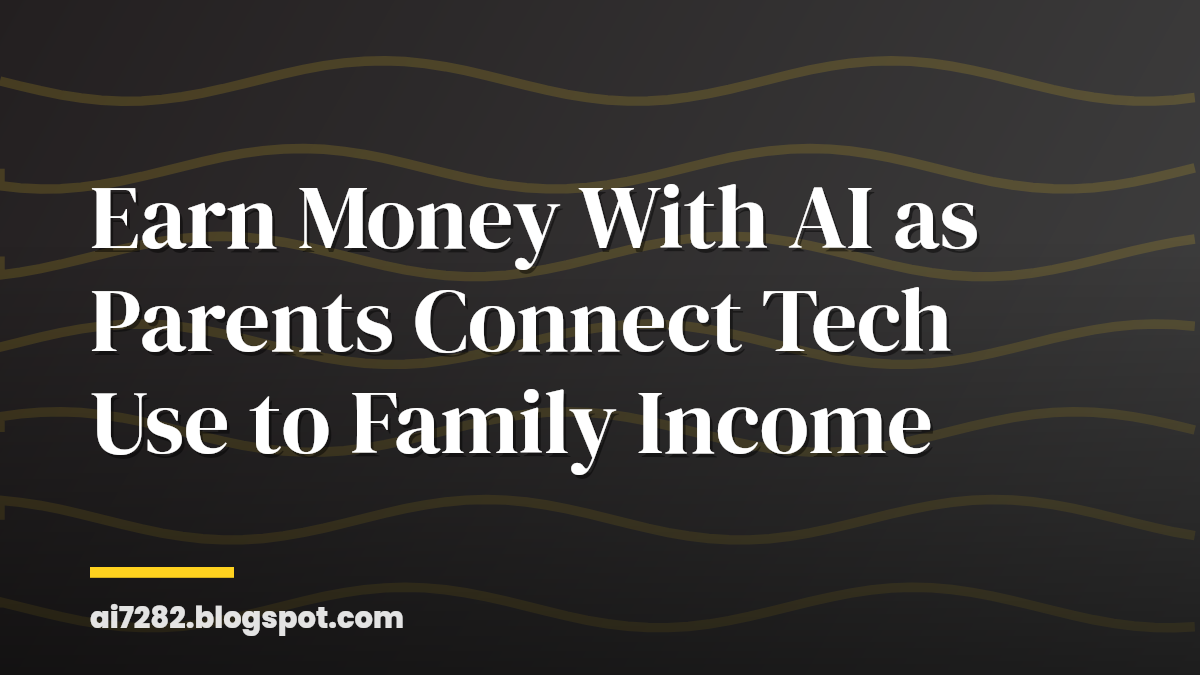 Earn Money With AI as
Parents Connect Tech
Use to Family Income
ai7282.blogspot.com